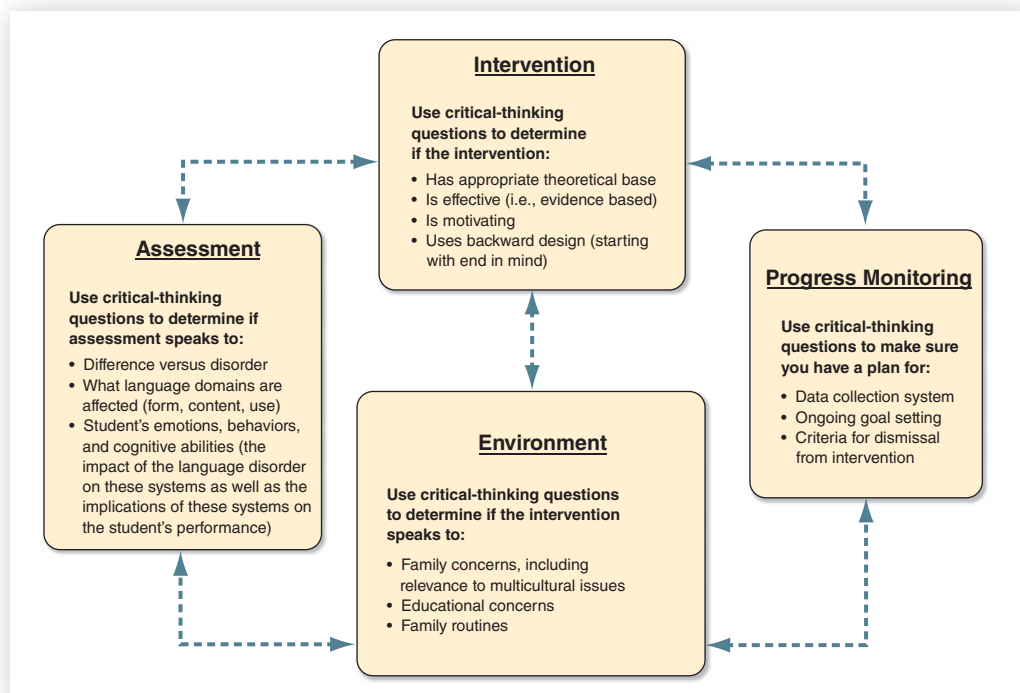 Intervention
Use critical-thinking
questions to determine
if the intervention:
• Has appropriate theoretical base
• Is effective (i.e., evidence based)
• Is motivating
• Uses backward design (starting
with end in mind)
Assessment
Use critical-thinking
questions to determine if
assessment speaks to:
• Difference versus disorder
• What language domains are
affected (form, content, use)
• Student's emotions, behaviors,
and cognitive abilities (the
impact of the language disorder
on these systems as well as the
implications of these systems on
the student's performance)
Progress Monitoring
Use critical-thinking
questions to make sure
you have a plan for:
• Data collection system
• Ongoing goal setting
• Criteria for dismissal
from intervention
Environment
Use critical-thinking questions
to determine if the intervention
speaks to:
• Family concerns, including
relevance to multicultural issues
• Educational concerns
• Family routines